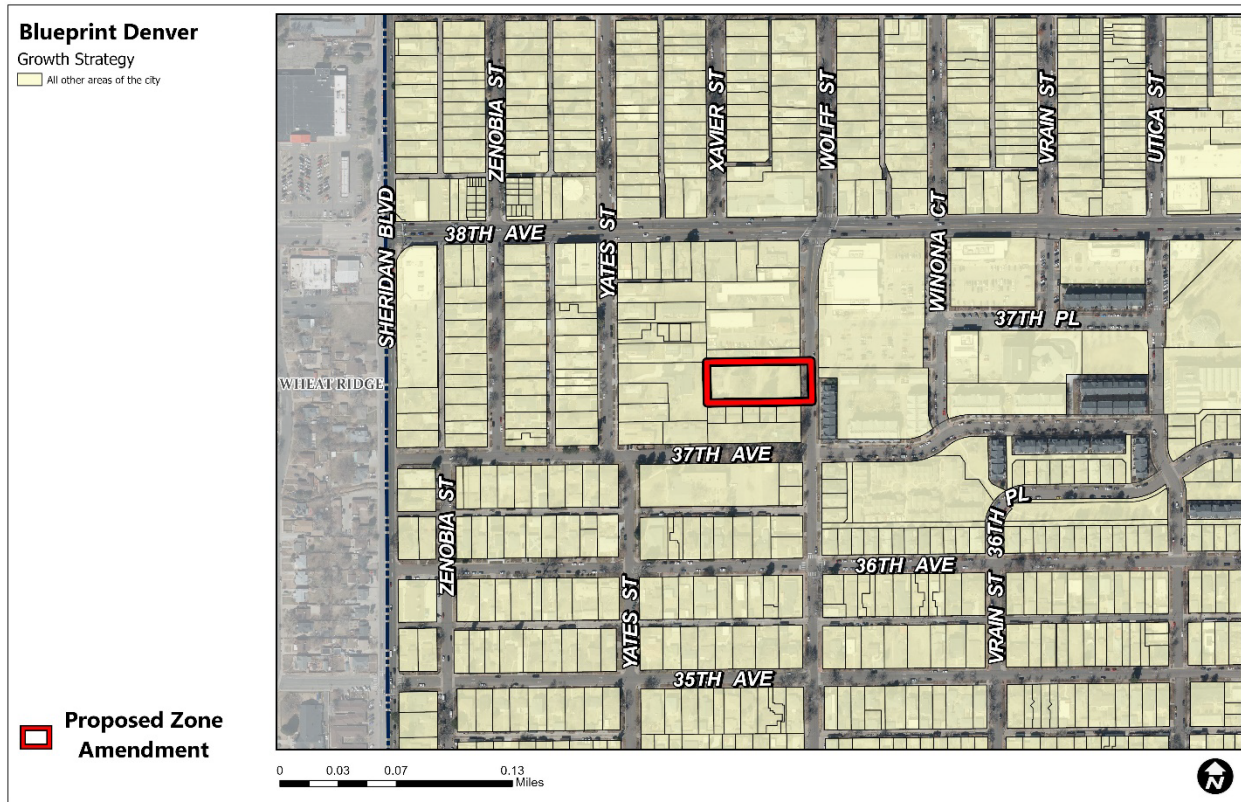 Blueprint Denver
Growth Strategy
All other areas of the city
ZENOBIA ST
XAVIER ST
WOLFF ST
VRAIN ST
UTICA ST
SHERIDAN BLVD
38TH AVE
YATES ST
WINONA CT
37TH PL
WHEAT RIDGE
37TH AVE
ZENOBIA ST
36TH PL
36TH AVE
YATES ST
VRAIN ST
35TH AVE
Proposed Zone
Amendment
0 0.03 0.07 0.13
Miles
N